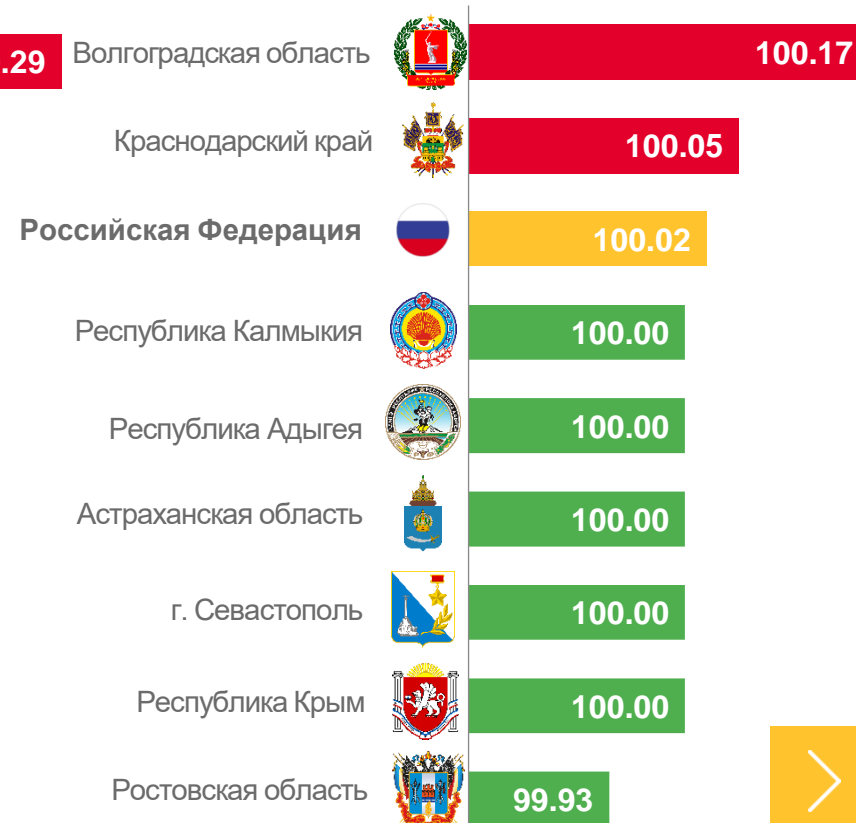 .29
Волгоградская область 100.17
Краснодарский край 100.05
Российская Федерация 100.02
Республика Калмыкия 100.00
Республика Адыгея 100.00
Астраханская область 100.00
г. Севастополь 100.00
Республика Крым 100.00
Ростовская область 99.93